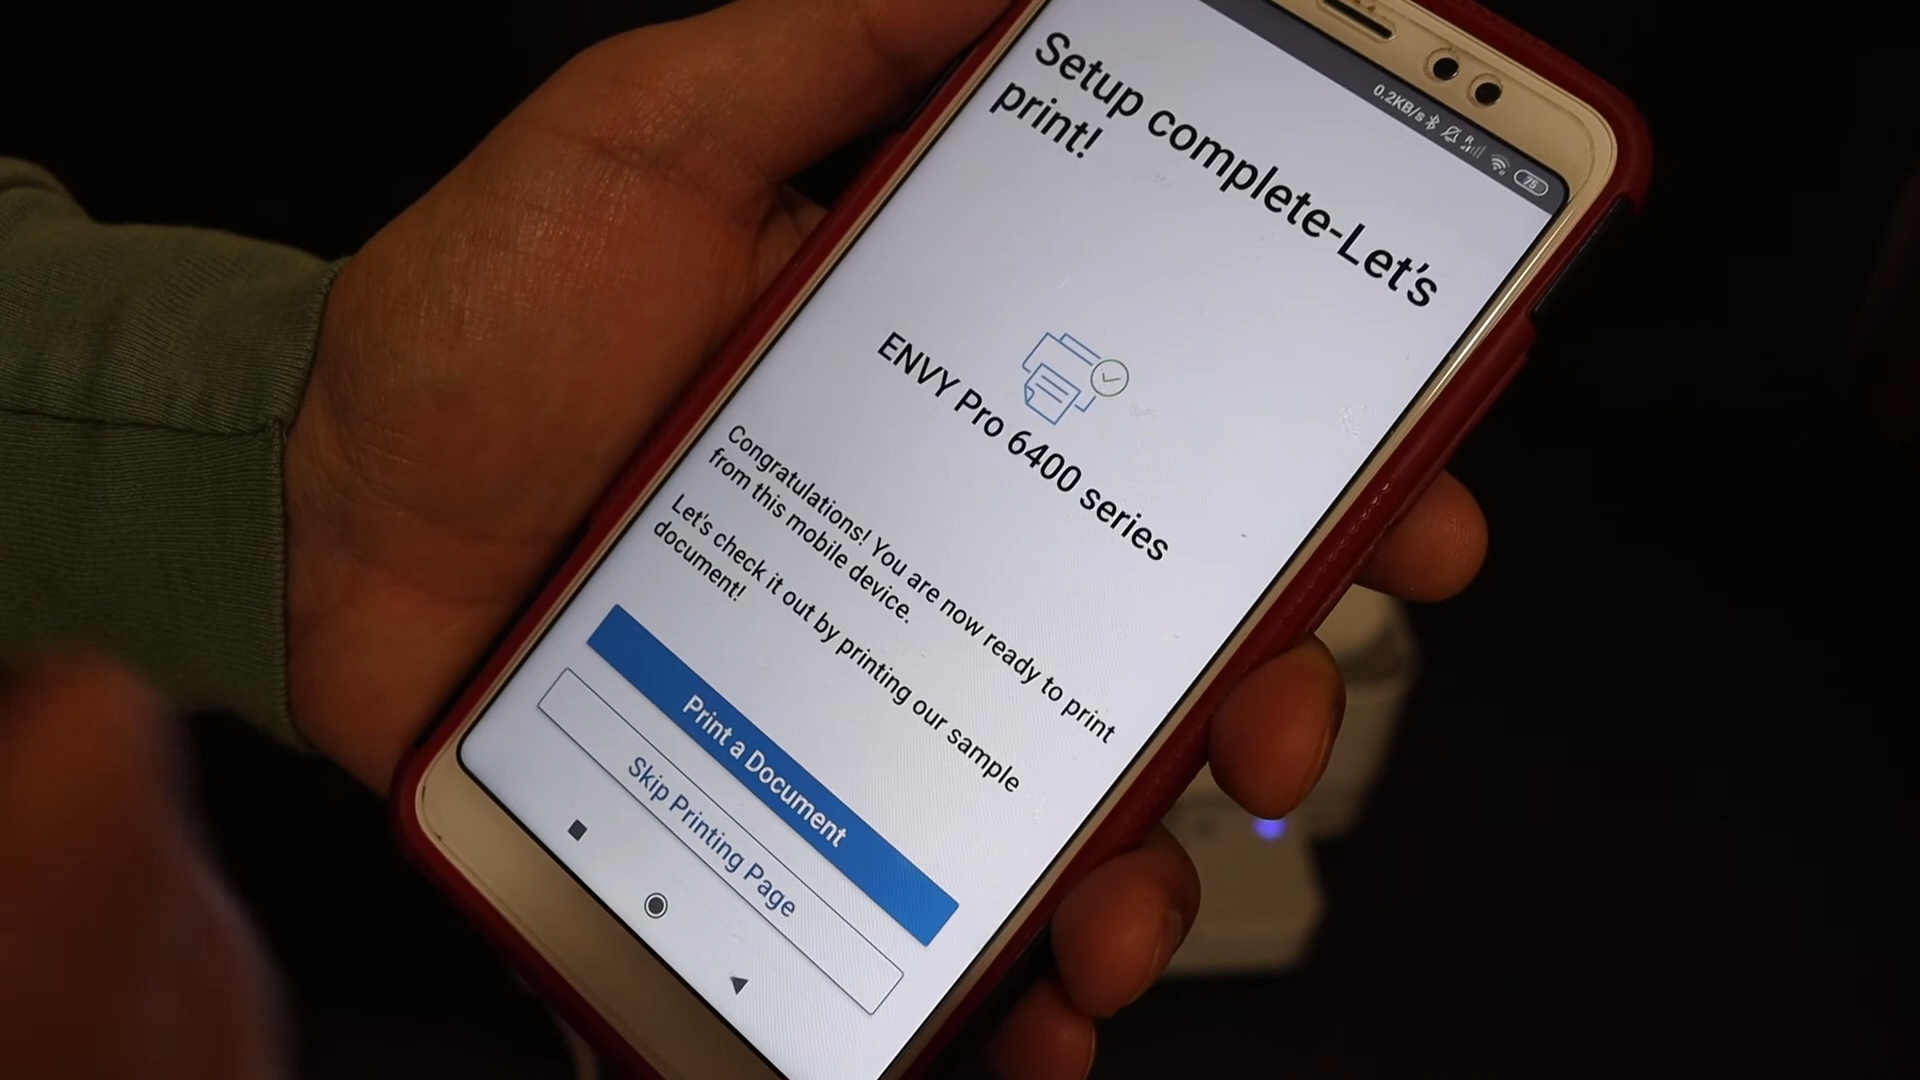 0.2KB/s R 75
Setup complete-Let's
print!
ENVY Pro 6400 series
Congratulations! You are now ready to print
from this mobile device.
Let's check it out by printing our sample
document!
Print a Document
Skip Printing Page